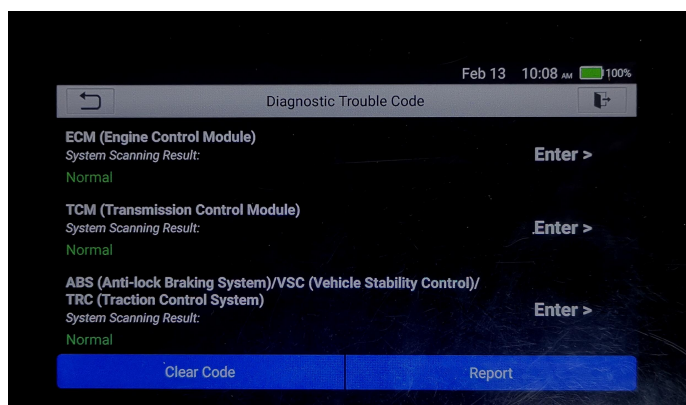 Feb 13 10:08 AM 100%
Diagnostic Trouble Code
ECM (Engine Control Module)
System Scanning Result:
Enter >
Normal
TCM (Transmission Control Module)
System Scanning Result:
Enter >
Normal
ABS (Anti-lock Braking System)/VSC (Vehicle Stability Control)/
TRC (Traction Control System)
System Scanning Result:
Enter >
Normal
Clear Code Report